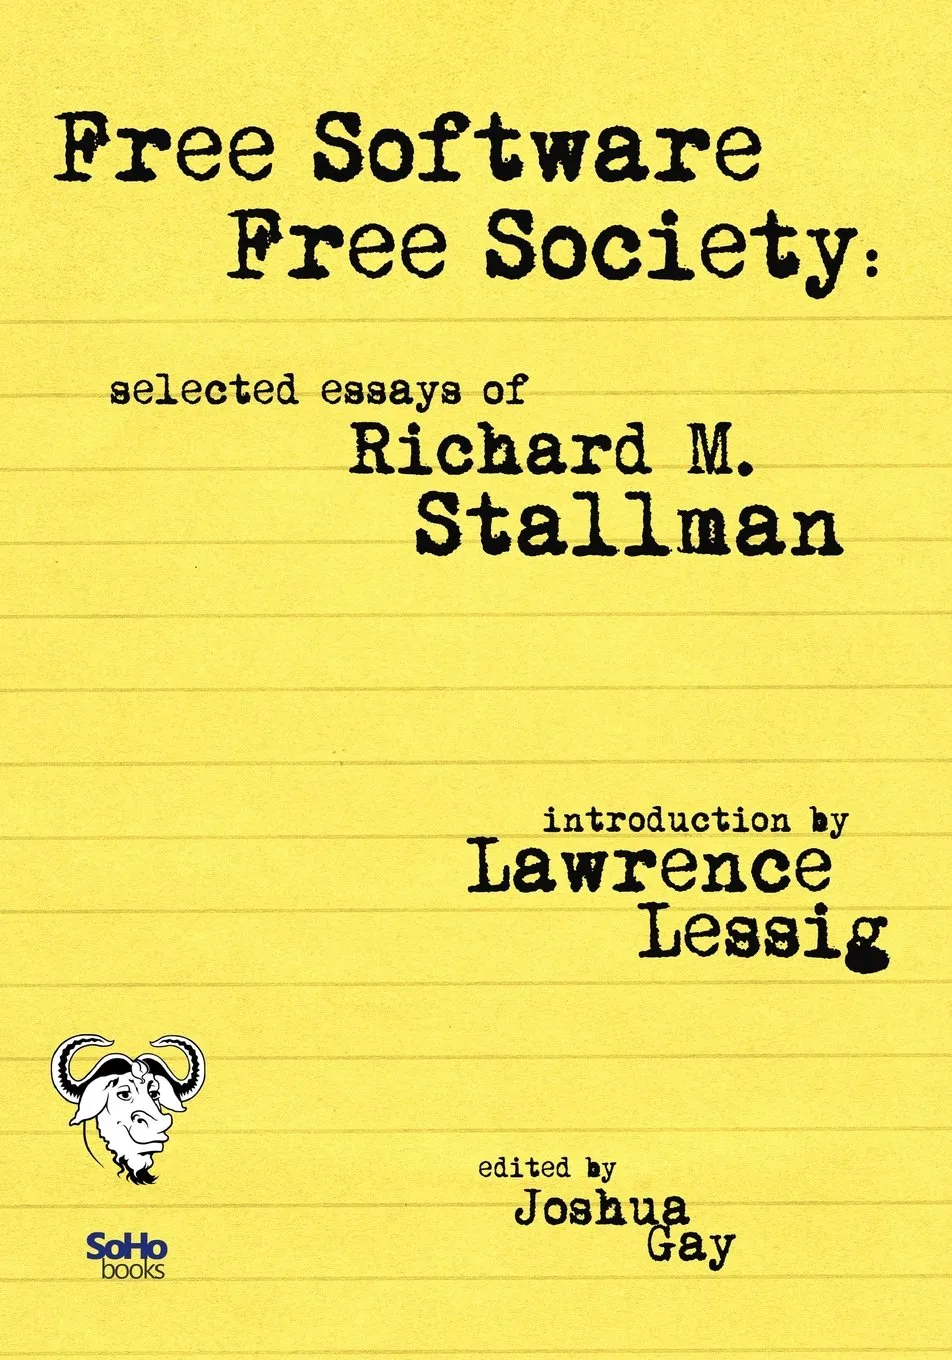 Free Software
Free Society:
selected essays of
Richard M.
Stallman
introduction by
Lawrence
Lessig
edited by
Joshua
Gay
SoHo
books